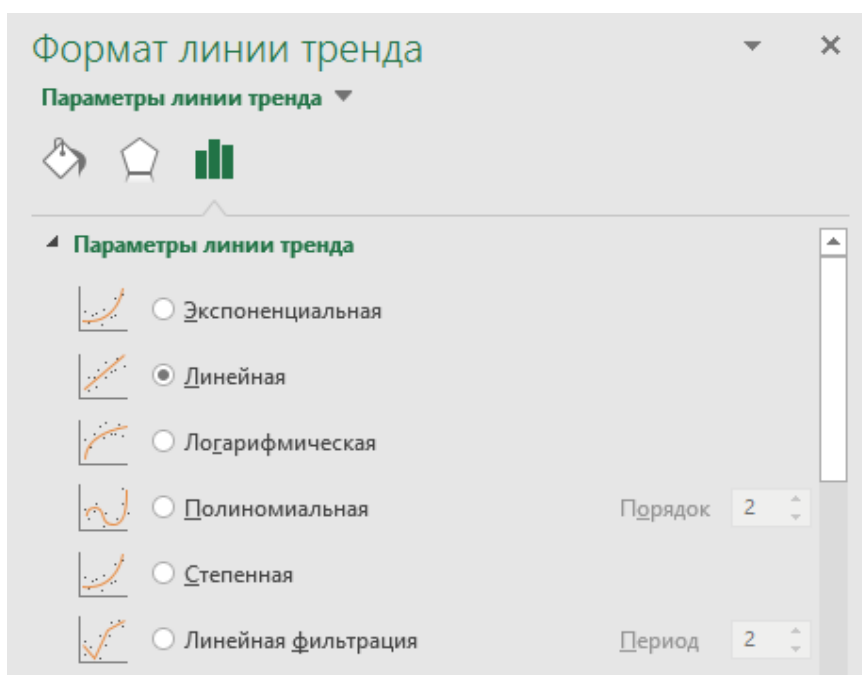 Формат линии тренда
Параметры линии тренда
Параметры линии тренда
Экспоненциальная
Линейная
Логарифмическая
Полиномиальная Порядок 2
Степенная
Линейная фильтрация Период 2